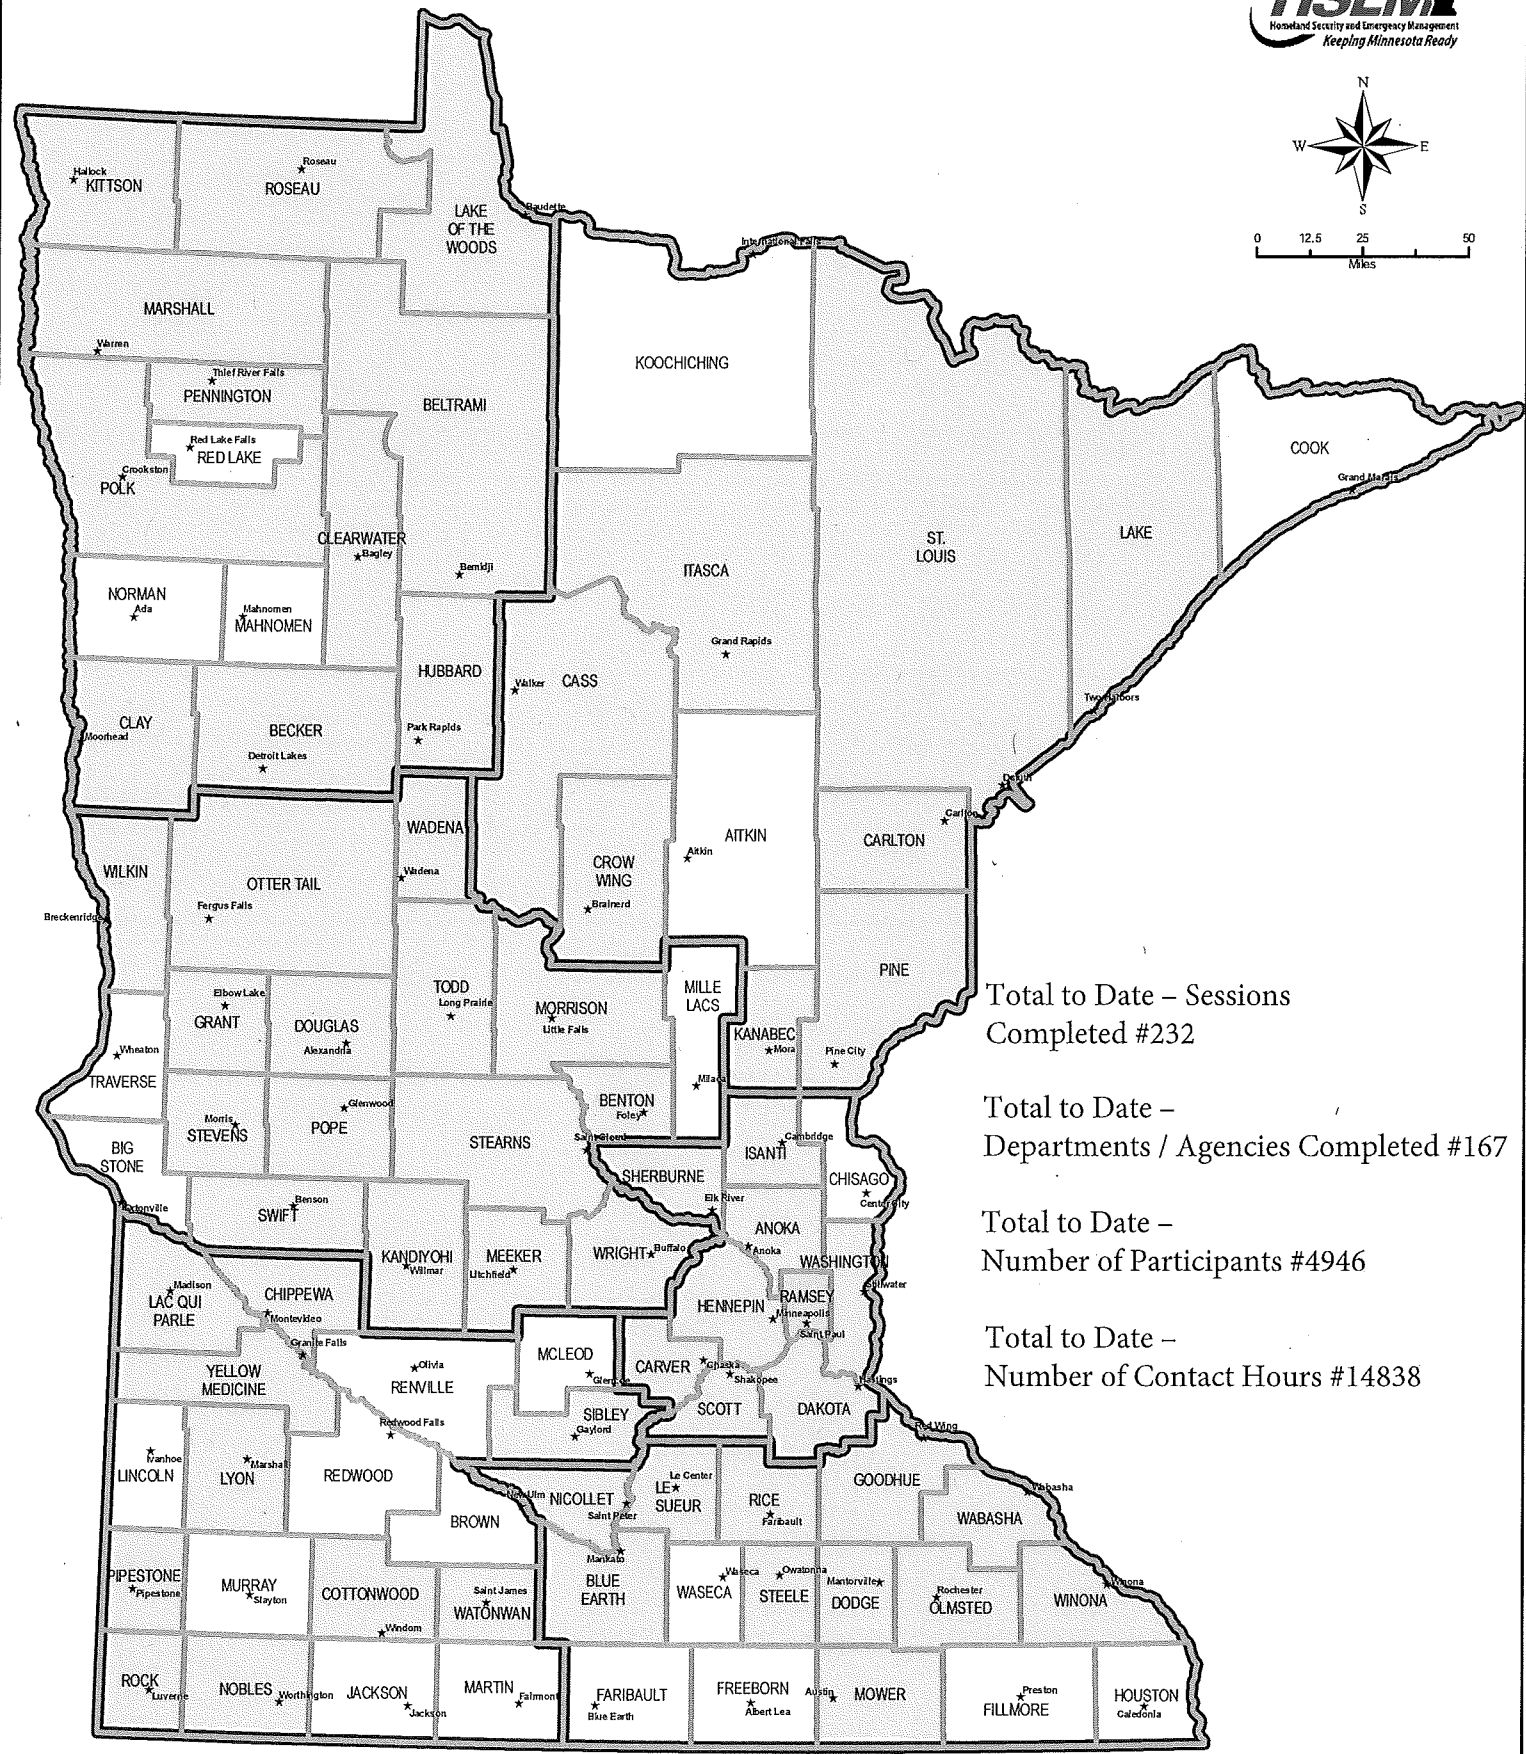 HSEM
Homeland Security and Emergency Management
Keeping Minnesota Ready
N
W E
S
0 12.5 25 50
Miles
Hallock
KITTSON
Roseau
ROSEAU
LAKE
OF THE
WOODS
Baudette
International Falls
MARSHALL
Warren
Thief River Falls
PENNINGTON
BELTRAMI
KOOCHICHING
Red Lake Falls
RED LAKE
Crookston
POLK
COOK
Grand Marais
CLEARWATER
Bagley
Bemidji
ITASCA
ST.
LOUIS
LAKE
NORMAN
Ada
Mahnomen
MAHNOMEN
Grand Rapids
HUBBARD
Walker
CASS
Two Harbors
CLAY
Moorhead
BECKER
Detroit Lakes
Park Rapids
Duluth
WADENA
Wadena
AITKIN
Aitkin
Carlton
CARLTON
WILKIN
OTTER TAIL
CROW
WING
Brainerd
Fergus Falls
Breckenridge
TODD
Long Prairie
MORRISON
Little Falls
MILLE
LACS
PINE
Elbow Lake
GRANT
DOUGLAS
Alexandria
KANABEC
Mora
Pine City
Total to Date – Sessions
Completed #232
Wheaton
TRAVERSE
Milaca
Glenwood
POPE
Morris
STEVENS
BENTON
Foley
Total to Date –
Departments / Agencies Completed #167
BIG
STONE
STEARNS
Saint Cloud
Cambridge
ISANTI
SHERBURNE
CHISAGO
Center City
Elk River
Ortonville
Benson
SWIFT
ANOKA
Anoka
Total to Date –
Number of Participants #4946
KANDIYOHI
Willmar
MEEKER
Litchfield
WRIGHT
Buffalo
WASHINGTON
Stillwater
Madison
LAC QUI
PARLE
CHIPPEWA
Montevideo
HENNEPIN
RAMSEY
Minneapolis
Saint Paul
Granite Falls
MCLEOD
Glencoe
CARVER
Chaska
Shakopee
Total to Date –
Number of Contact Hours #14838
YELLOW
MEDICINE
Olivia
RENVILLE
Hastings
SIBLEY
Gaylord
SCOTT
DAKOTA
Redwood Falls
Red Wing
Ivanhoe
LINCOLN
LYON
Marshall
REDWOOD
Le Center
LE
SUEUR
GOODHUE
New Ulm
NICOLLET
Saint Peter
RICE
Faribault
Wabasha
WABASHA
BROWN
Mankato
BLUE
EARTH
PIPESTONE
Pipestone
MURRAY
Slayton
COTTONWOOD
Windom
Saint James
WATONWAN
Waseca
WASECA
Owatonna
STEELE
Mantorville
DODGE
Rochester
OLMSTED
Winona
WINONA
ROCK
Luverne
NOBLES
Worthington
JACKSON
Jackson
MARTIN
Fairmont
FARIBAULT
Blue Earth
FREEBORN
Albert Lea
Austin
MOWER
Preston
FILLMORE
HOUSTON
Caledonia